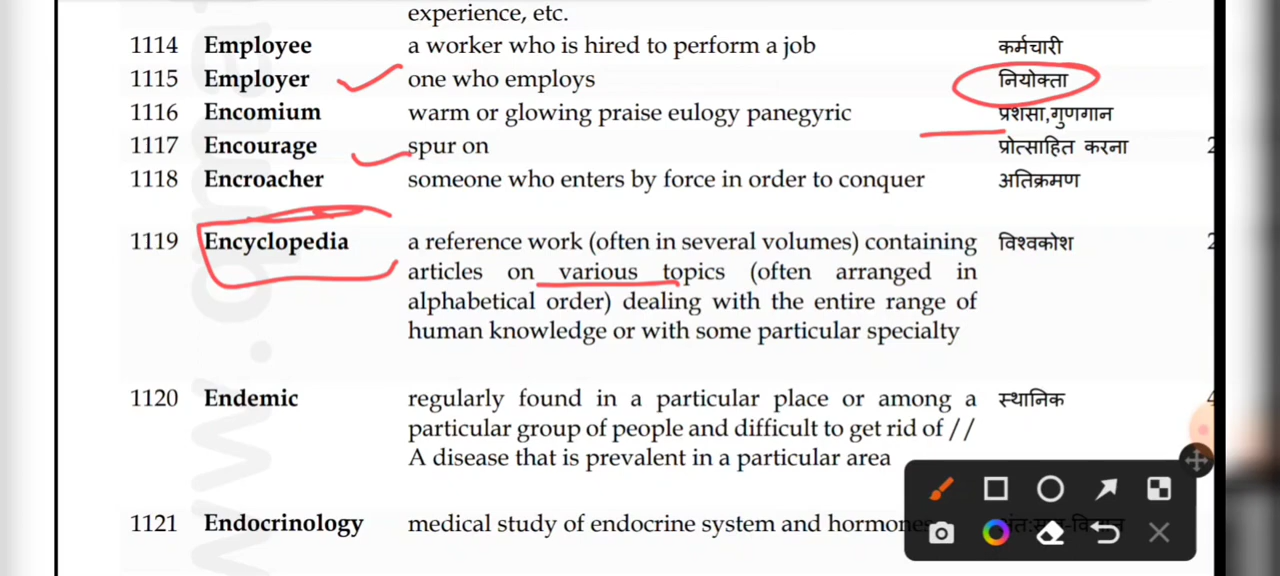 experience, etc.
1114 Employee a worker who is hired to perform a job कर्मचारी
1115 Employer one who employs नियोक्ता
1116 Encomium warm or glowing praise eulogy panegyric प्रशंसा,गुणगान
1117 Encourage spur on प्रोत्साहित करना 2
1118 Encroacher someone who enters by force in order to conquer अतिक्रमण
1119 Encyclopedia a reference work (often in several volumes) containing विश्वकोश 2
articles on various topics (often arranged in
alphabetical order) dealing with the entire range of
human knowledge or with some particular specialty
1120 Endemic regularly found in a particular place or among a स्थानिक
particular group of people and difficult to get rid of //
A disease that is prevalent in a particular area
1121 Endocrinology medical study of endocrine system and hormones